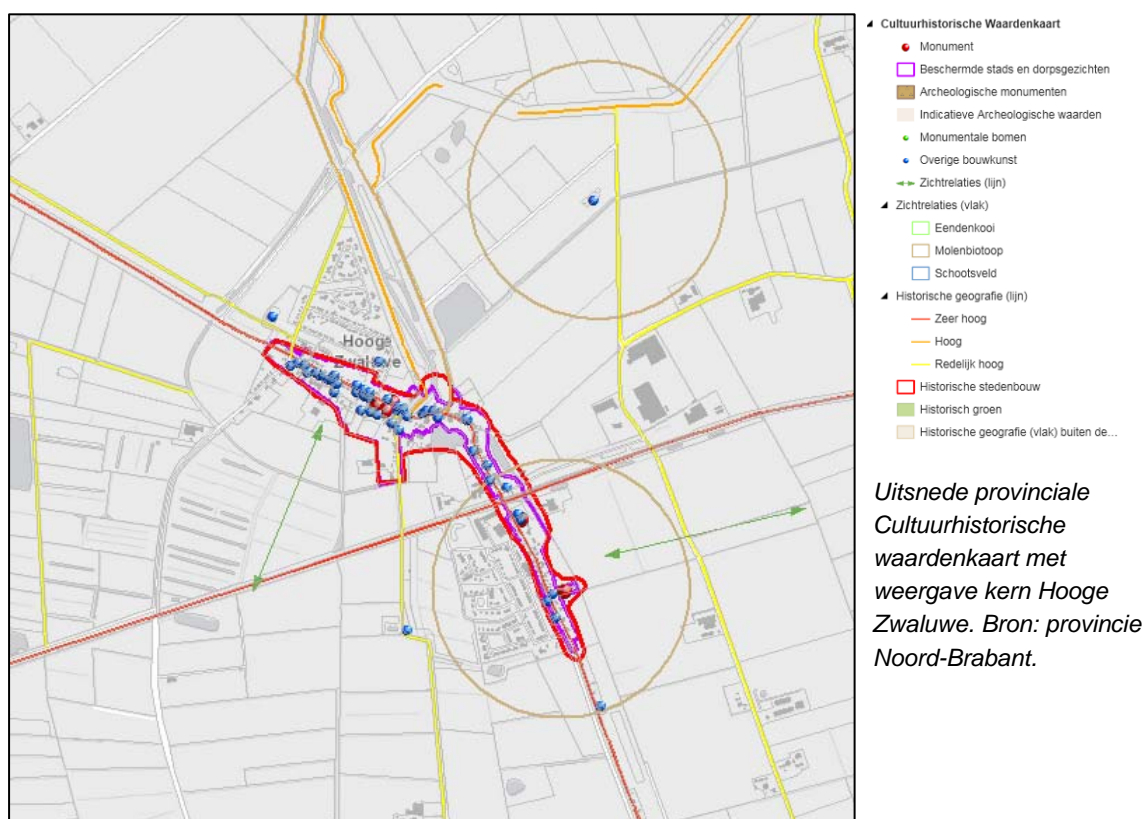 Hooge
Zwaluwe
Cultuurhistorische Waardenkaart
Monument
Beschermde stads en dorpsgezichten
Archeologische monumenten
Indicatieve Archeologische waarden
Monumentale bomen
Overige bouwkunst
Zichtrelaties (lijn)
Zichtrelaties (vlak)
Eendenkooi
Molenbiotoop
Schootsveld
Historische geografie (lijn)
Zeer hoog
Hoog
Redelijk hoog
Historische stedenbouw
Historisch groen
Historische geografie (vlak) buiten de...
Uitsnede provinciale
Cultuurhistorische
waardenkaart met
weergave kern Hooge
Zwaluwe. Bron: provincie
Noord-Brabant.